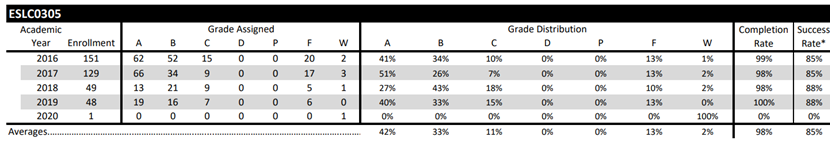 ESLC0305
Academic Grade Assigned Grade Distribution Completion Success
Year Enrollment A B C D P F W A B C D P F W Rate Rate*
2016 151 62 52 15 0 0 20 2 41% 34% 10% 0% 0% 13% 1% 99% 85%
2017 129 66 34 9 0 0 17 3 51% 26% 7% 0% 0% 13% 2% 98% 85%
2018 49 13 21 9 0 0 5 1 27% 43% 18% 0% 0% 10% 2% 98% 88%
2019 48 19 16 7 0 0 6 0 40% 33% 15% 0% 0% 13% 0% 100% 88%
2020 1 0 0 0 0 0 0 1 0% 0% 0% 0% 0% 0% 100% 0% 0%
Averages........................................................................ 42% 33% 11% 0% 0% 13% 2% 98% 85%